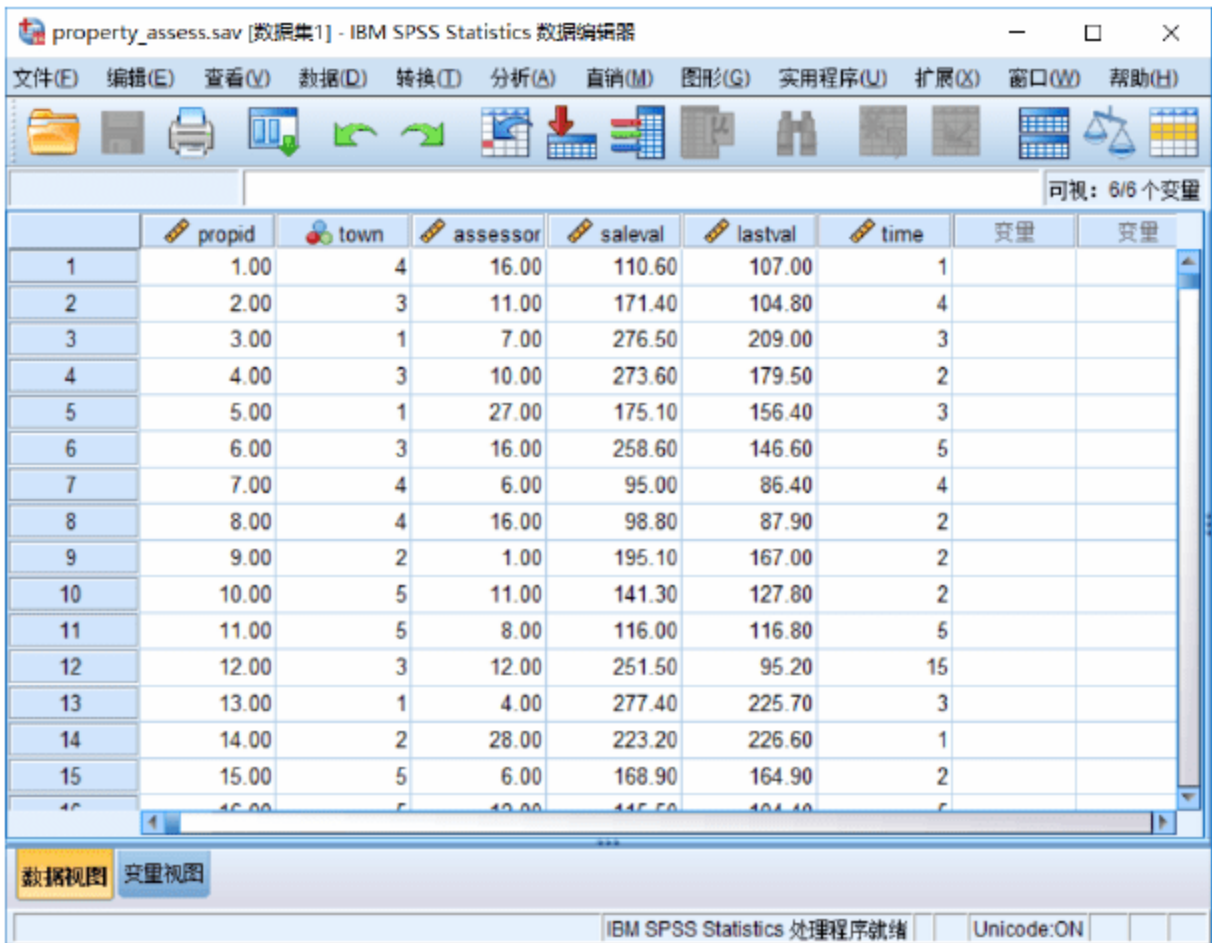 property_assess.sav [数据集1] - IBM SPSS Statistics 数据编辑器
文件(F) 编辑(E) 查看(V) 数据(D) 转换(T) 分析(A) 直销(M) 图形(G) 实用程序(U) 扩展(X) 窗口(W) 帮助(H)
可视: 6/6 个变量
propid town assessor saleval lastval time 变量 变量
1 1.00 4 16.00 110.60 107.00 1
2 2.00 3 11.00 171.40 104.80 4
3 3.00 1 7.00 276.50 209.00 3
4 4.00 3 10.00 273.60 179.50 2
5 5.00 1 27.00 175.10 156.40 3
6 6.00 3 16.00 258.60 146.60 5
7 7.00 4 6.00 95.00 86.40 4
8 8.00 4 16.00 98.80 87.90 2
9 9.00 2 1.00 195.10 167.00 2
10 10.00 5 11.00 141.30 127.80 2
11 11.00 5 8.00 116.00 116.80 5
12 12.00 3 12.00 251.50 95.20 15
13 13.00 1 4.00 277.40 225.70 3
14 14.00 2 28.00 223.20 226.60 1
15 15.00 5 6.00 168.90 164.90 2
数据视图 变量视图
IBM SPSS Statistics 处理程序就绪 Unicode:ON